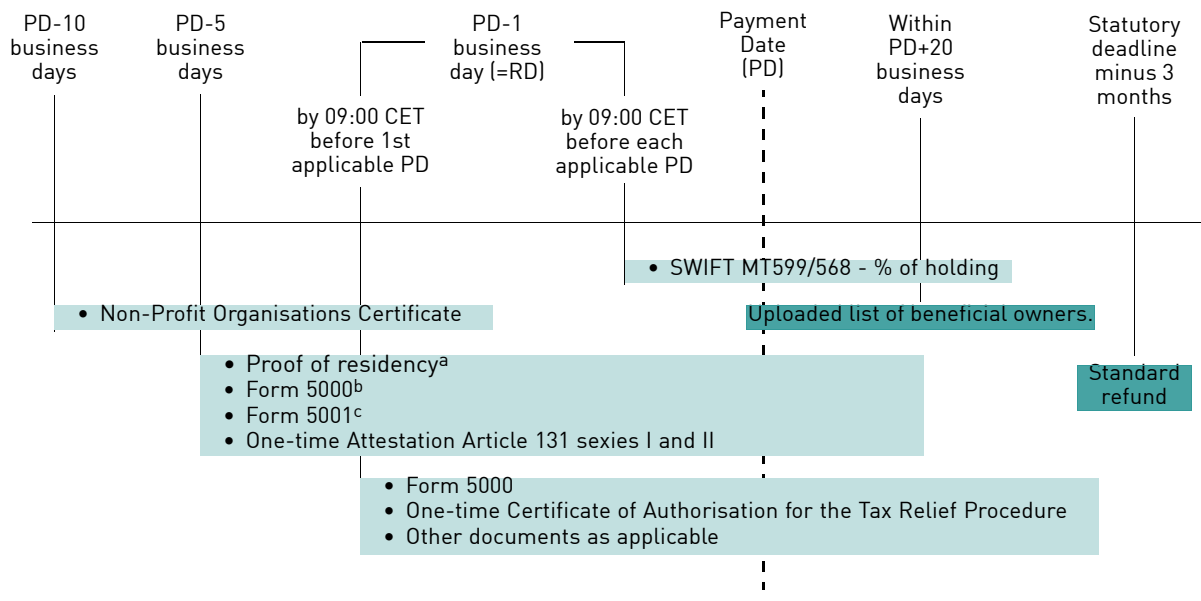 PD-10
business
days
PD-5
business
days
PD-1
business
day (=RD)
by 09:00 CET
before 1st
applicable PD
by 09:00 CET
before each
applicable PD
Payment
Date
(PD)
Within
PD+20
business
days
Statutory
deadline
minus 3
months
• SWIFT MT599/568 - % of holding
• Non-Profit Organisations Certificate
Uploaded list of beneficial owners.
• Proof of residencyᵃ
• Form 5000ᵇ
• Form 5001ᶜ
• One-time Attestation Article 131 sexies I and II
Standard
refund
• Form 5000
• One-time Certificate of Authorisation for the Tax Relief Procedure
• Other documents as applicable